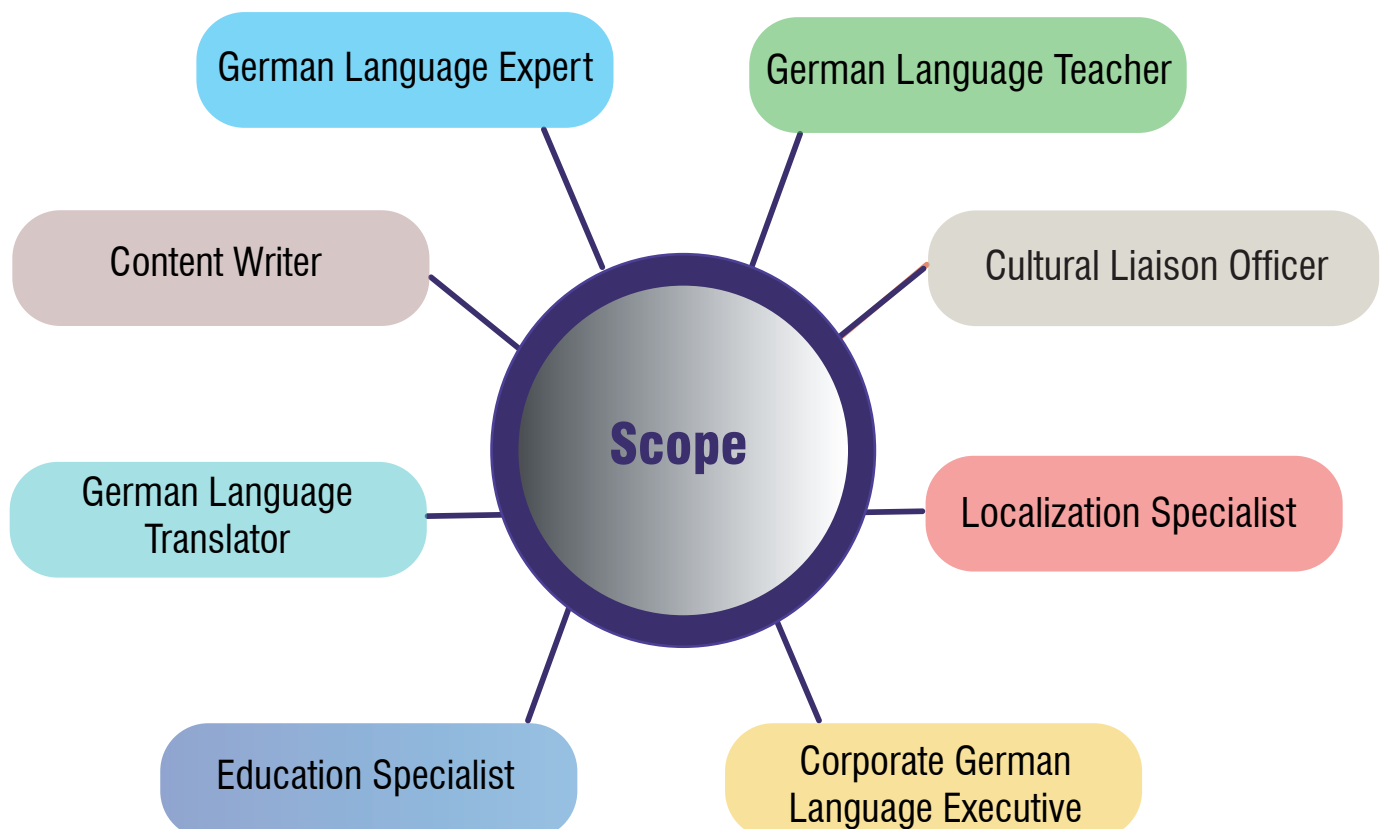 German Language Expert
German Language Teacher
Content Writer
Cultural Liaison Officer
Scope
German Language
Translator
Localization Specialist
Education Specialist
Corporate German
Language Executive